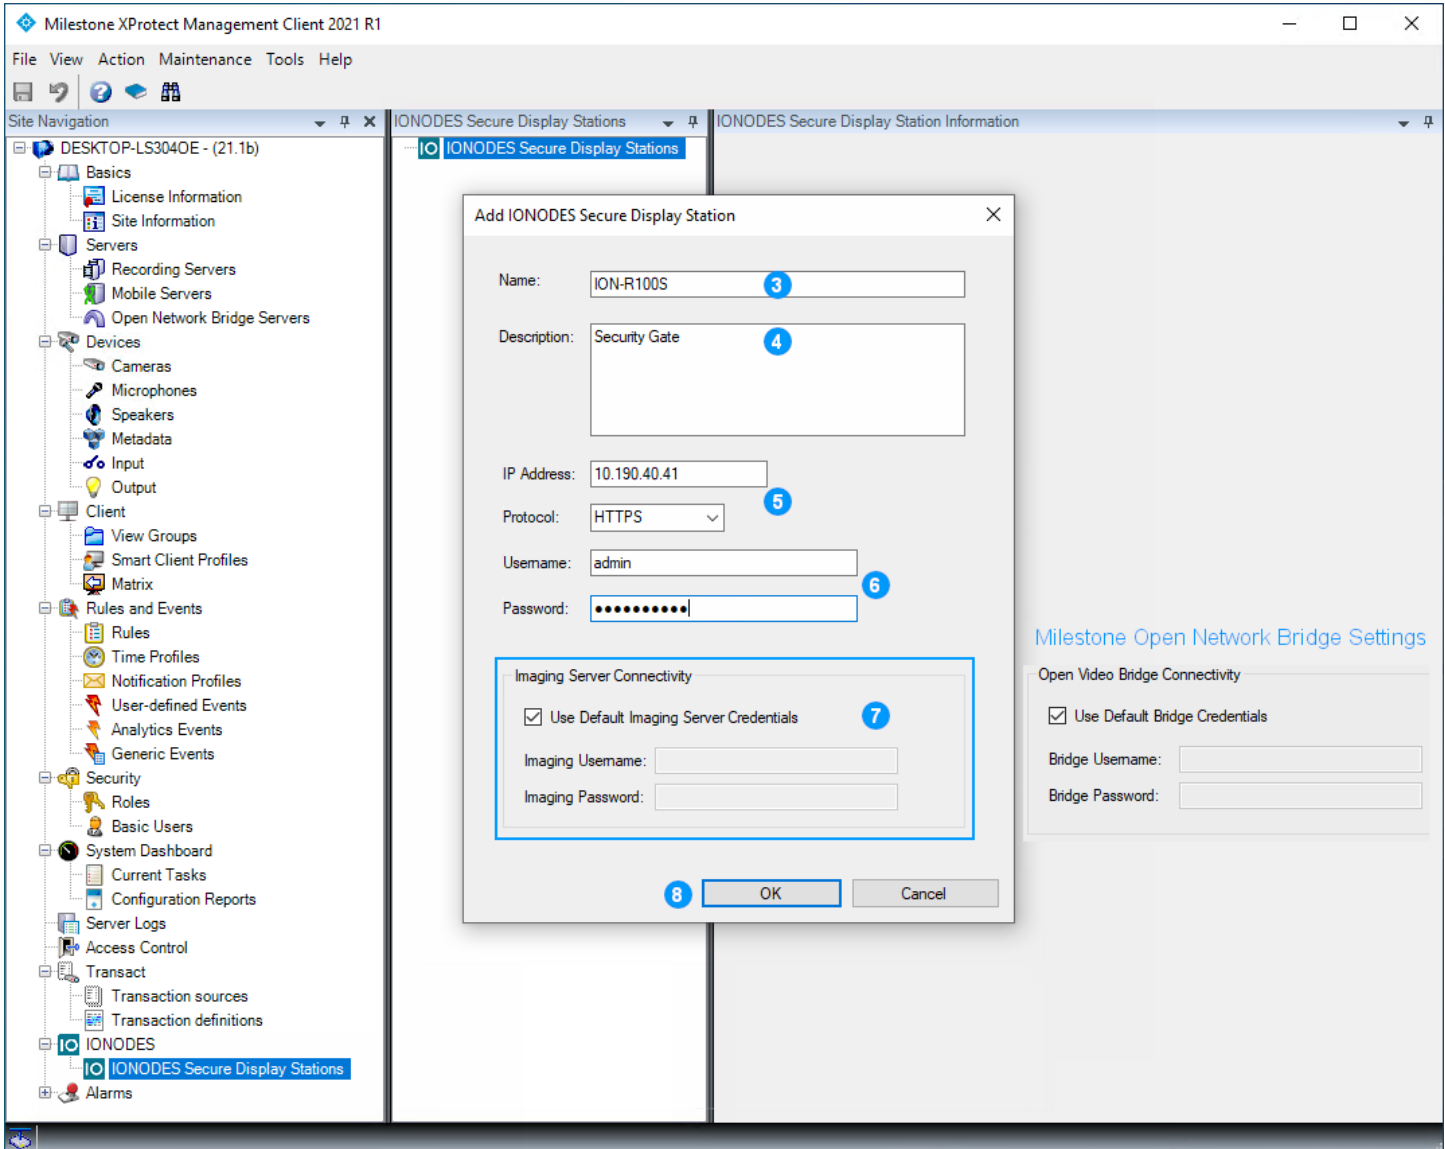 Milestone XProtect Management Client 2021 R1
File View Action Maintenance Tools Help
Site Navigation
DESKTOP-LS304OE - (21.1b)
Basics
License Information
Site Information
Servers
Recording Servers
Mobile Servers
Open Network Bridge Servers
Devices
Cameras
Microphones
Speakers
Metadata
Input
Output
Client
View Groups
Smart Client Profiles
Matrix
Rules and Events
Rules
Time Profiles
Notification Profiles
User-defined Events
Analytics Events
Generic Events
Security
Roles
Basic Users
System Dashboard
Current Tasks
Configuration Reports
Server Logs
Access Control
Transact
Transaction sources
Transaction definitions
IO IONODES
IO IONODES Secure Display Stations
Alarms
IONODES Secure Display Stations
IO IONODES Secure Display Stations
IONODES Secure Display Station Information
Add IONODES Secure Display Station
Name: ION-R100S 3
Description: Security Gate 4
IP Address: 10.190.40.41
5
Protocol: HTTPS
Username: admin
6
Password: ●●●●●●●●●●
Imaging Server Connectivity
Use Default Imaging Server Credentials 7
Imaging Username:
Imaging Password:
8 OK Cancel
Milestone Open Network Bridge Settings
Open Video Bridge Connectivity
Use Default Bridge Credentials
Bridge Username:
Bridge Password: